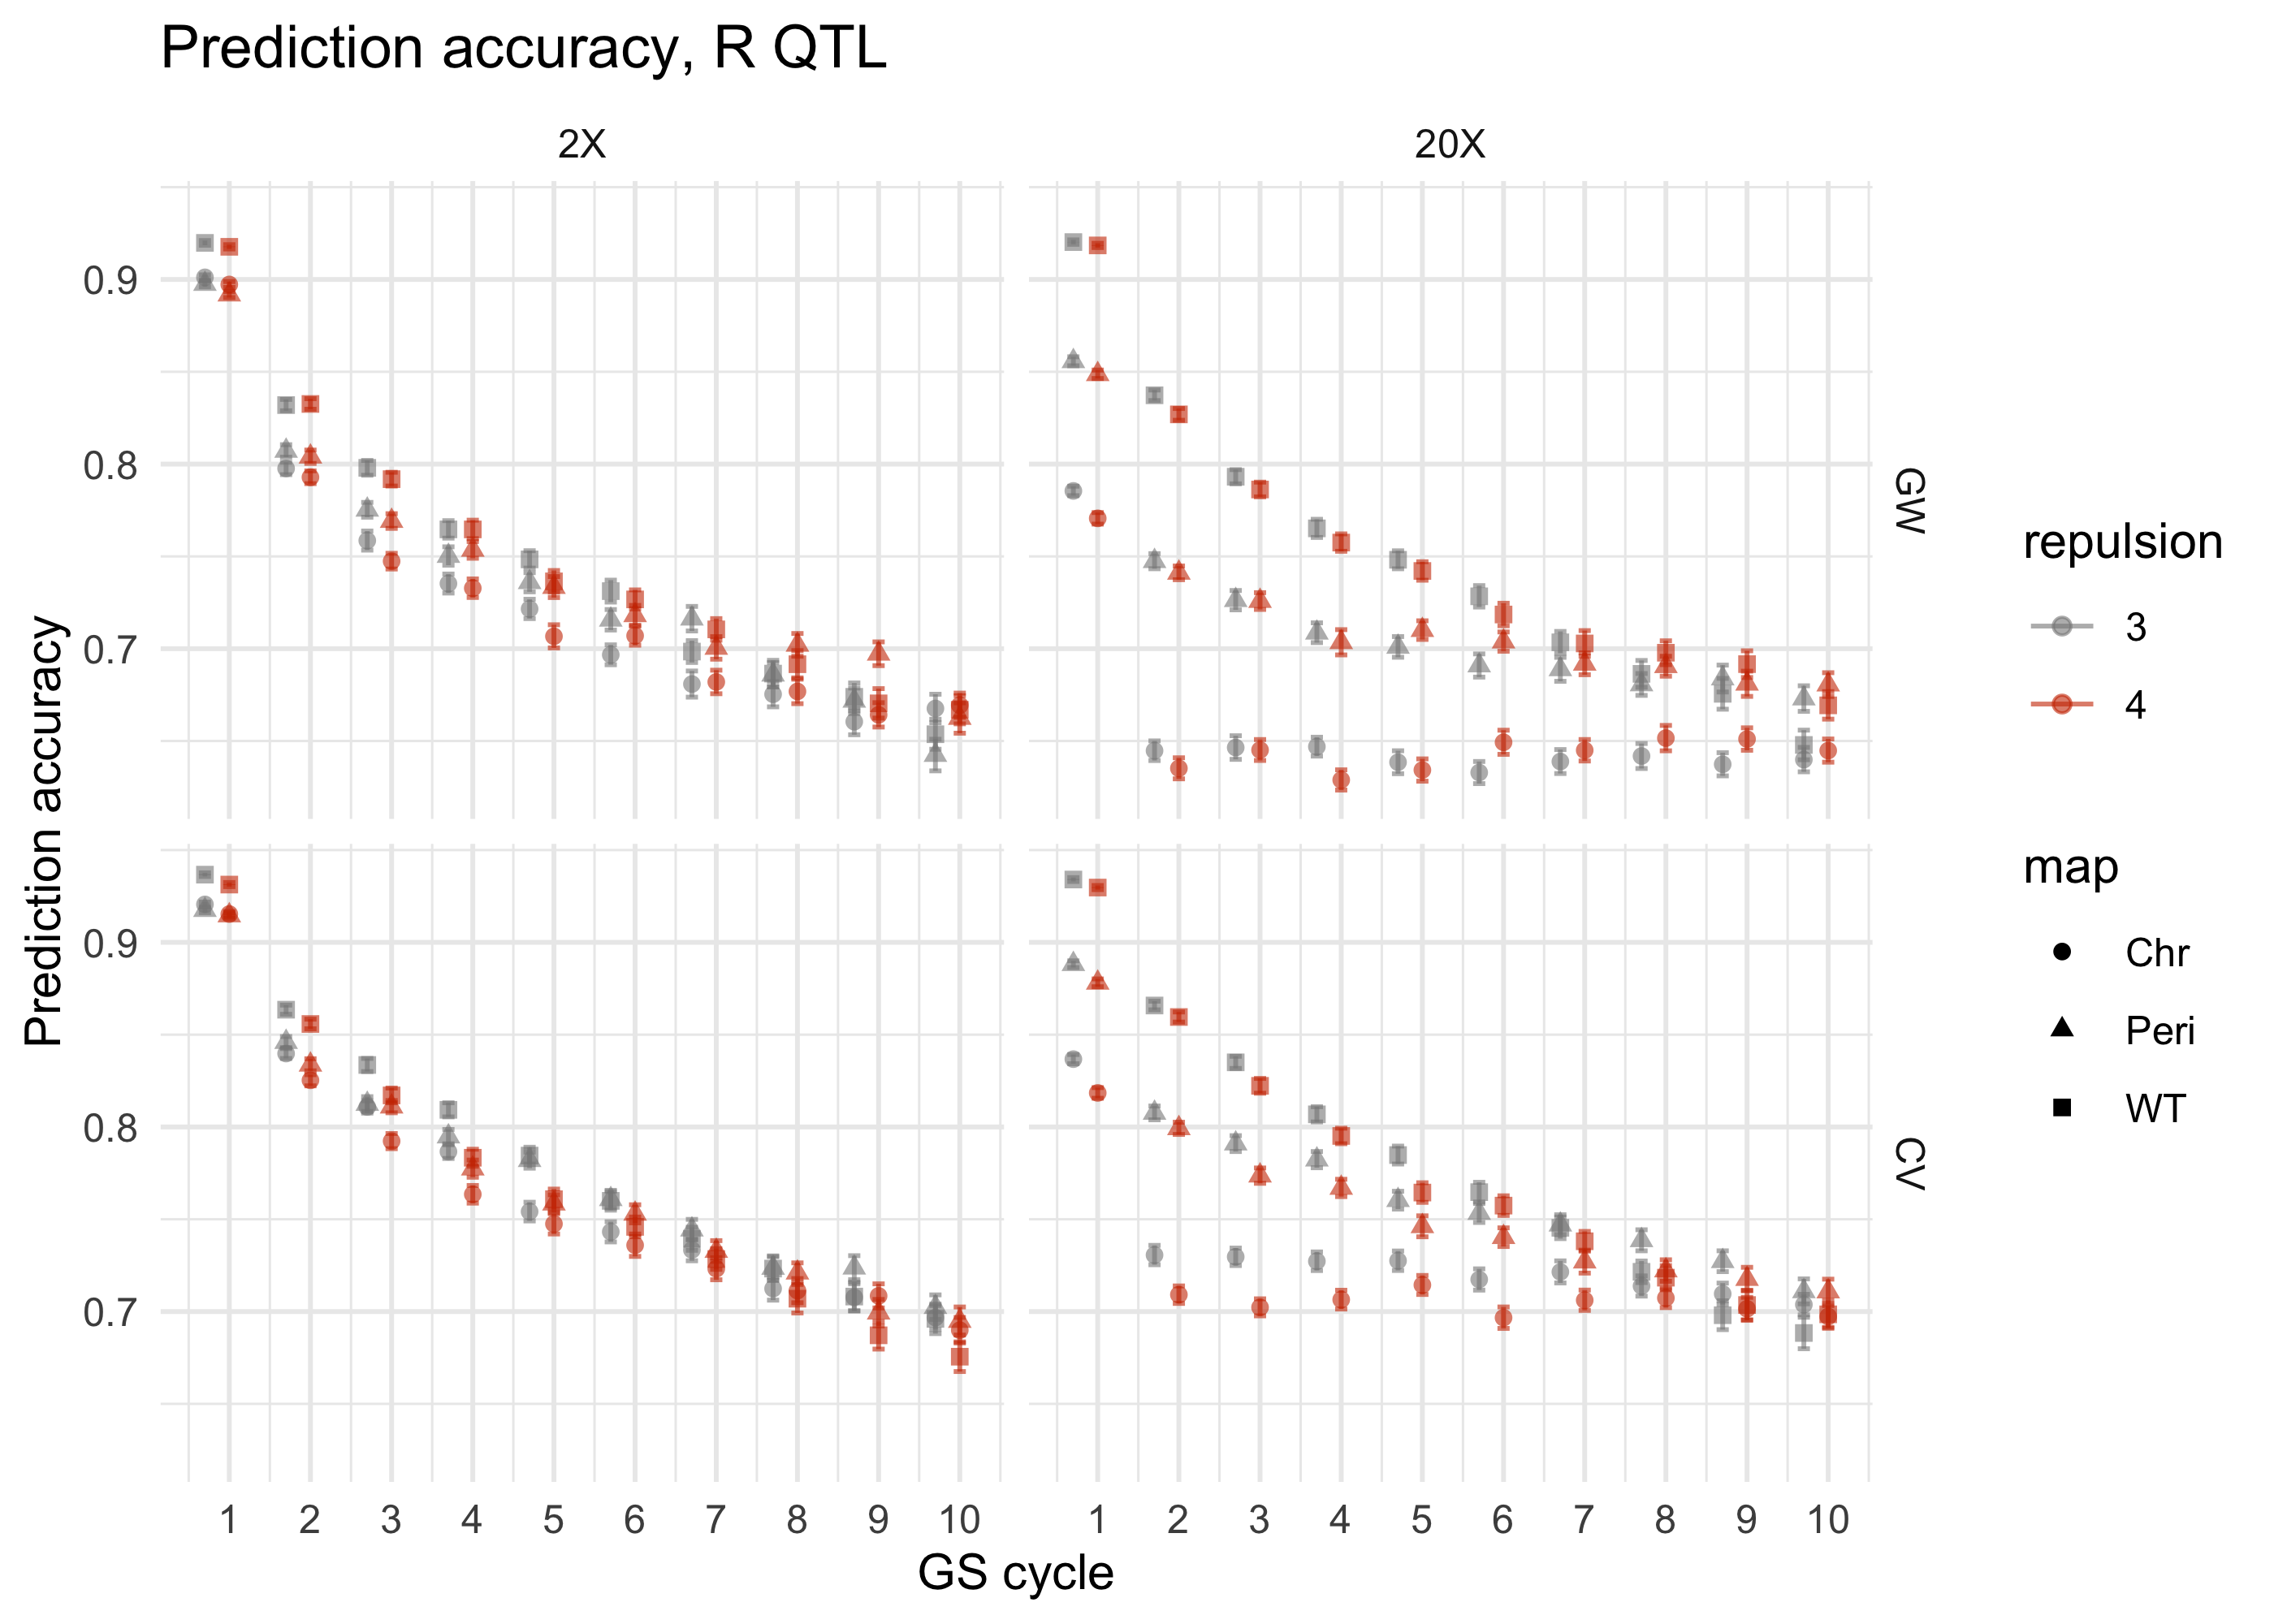 Prediction accuracy, R QTL
2X
20X
0.9
0.8
0.7
GW
0.9
0.8
0.7
CV
Prediction accuracy
1 2 3 4 5 6 7 8 9 10
1 2 3 4 5 6 7 8 9 10
GS cycle
repulsion
3
4
map
Chr
Peri
WT